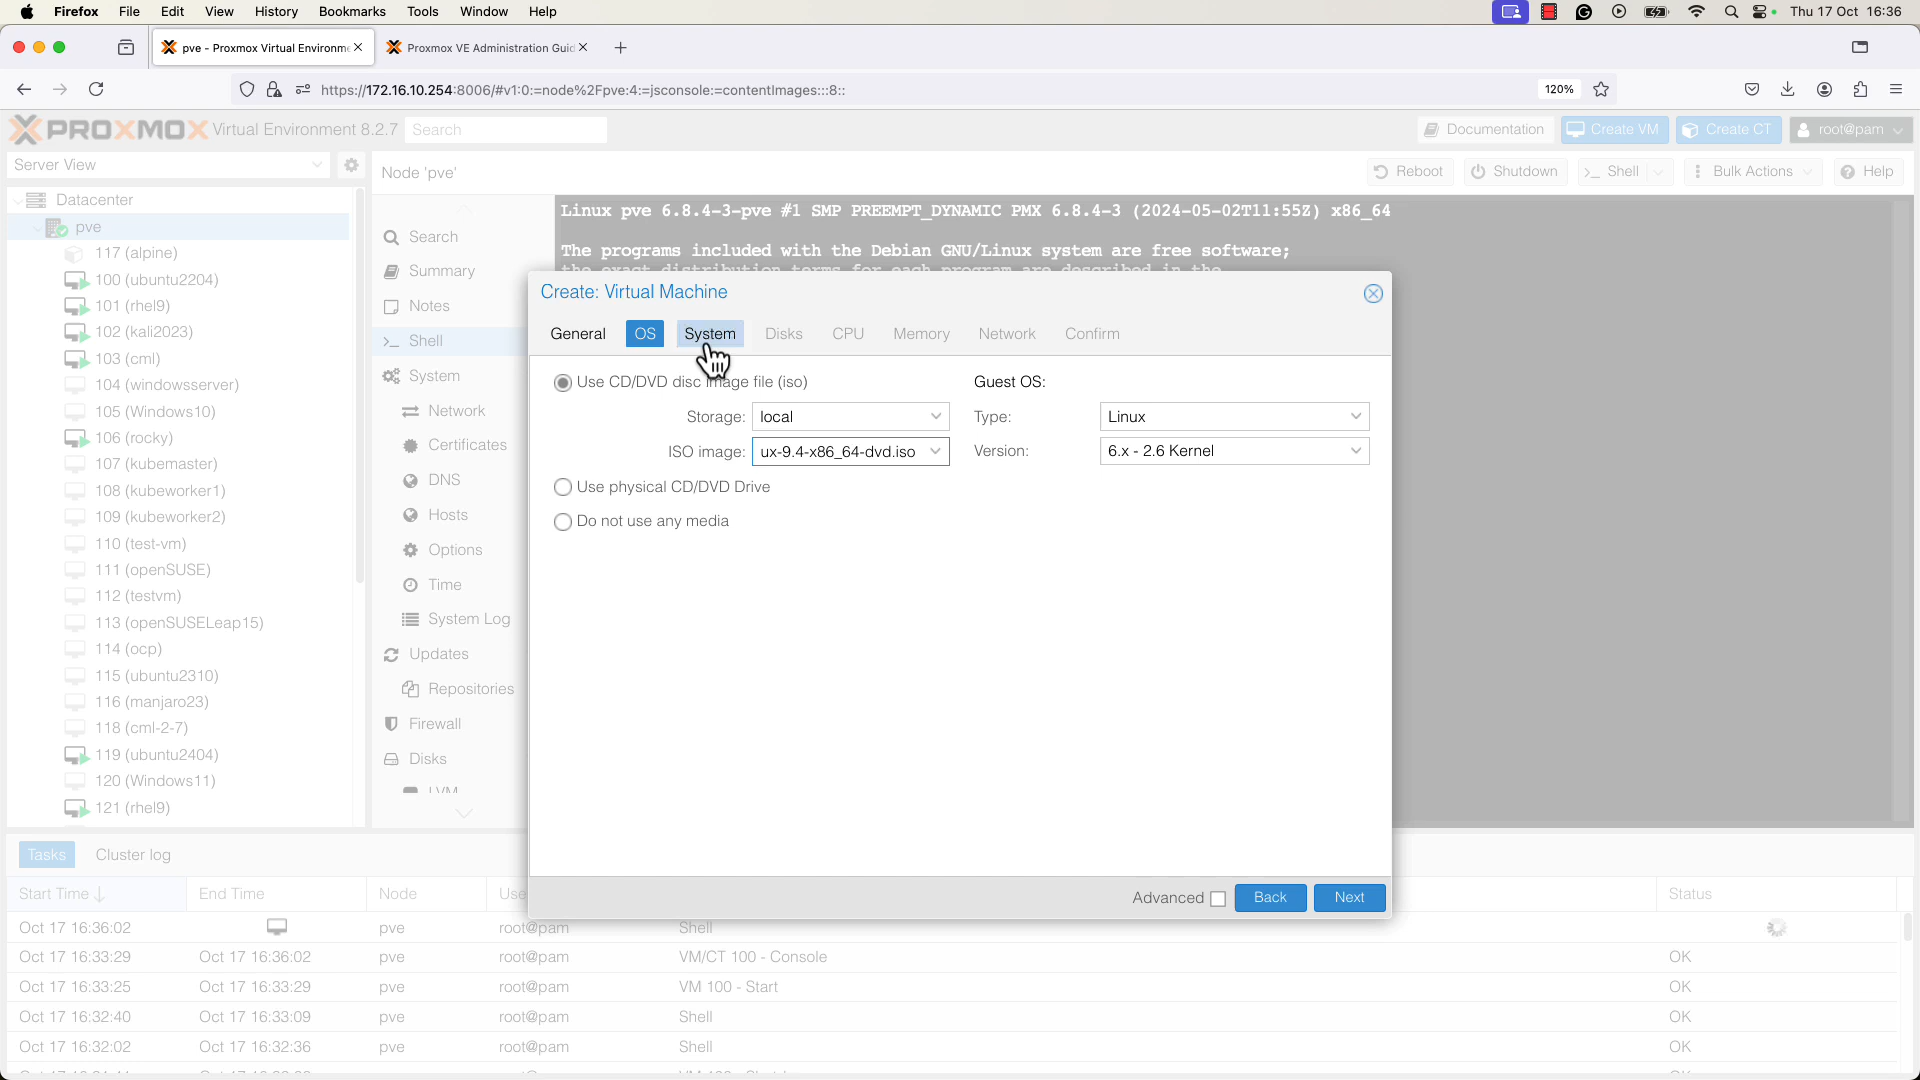 Firefox File Edit View History Bookmarks Tools Window Help Thu 17 Oct 16:36
pve - Proxmox Virtual Environm
Proxmox VE Administration Guid
https://172.16.10.254:8006/#v1:0:=node%2Fpve:4:=jsconsole:=contentImages:::8:: 120%
PROXMOX Virtual Environment 8.2.7 Search Documentation Create VM Create CT root@pam
Server View
Node 'pve' Reboot Shutdown Shell Bulk Actions Help
Datacenter
pve
117 (alpine)
100 (ubuntu2204)
101 (rhel9)
102 (kali2023)
103 (cml)
104 (windowsserver)
105 (Windows10)
106 (rocky)
107 (kubemaster)
108 (kubeworker1)
109 (kubeworker2)
110 (test-vm)
111 (openSUSE)
112 (testvm)
113 (openSUSELeap15)
114 (ocp)
115 (ubuntu2310)
116 (manjaro23)
118 (cml-2-7)
119 (ubuntu2404)
120 (Windows11)
121 (rhel9)
Search
Summary
Notes
Shell
System
Network
Certificates
DNS
Hosts
Options
Time
System Log
Updates
Repositories
Firewall
Disks
LVM
Linux pve 6.8.4-3-pve #1 SMP PREEMPT_DYNAMIC PMX 6.8.4-3 (2024-05-02T11:55Z) x86_64
The programs included with the Debian GNU/Linux system are free software;
the exact distribution terms for each program are described in the
Create: Virtual Machine
General OS System Disks CPU Memory Network Confirm
Use CD/DVD disc image file (iso) Guest OS:
Storage: local Type: Linux
ISO image: ux-9.4-x86_64-dvd.iso Version: 6.x - 2.6 Kernel
Use physical CD/DVD Drive
Do not use any media
Advanced Back Next
Tasks Cluster log
Start Time End Time Node Use Status
Oct 17 16:36:02 pve root@pam Shell
Oct 17 16:33:29 Oct 17 16:36:02 pve root@pam VM/CT 100 - Console OK
Oct 17 16:33:25 Oct 17 16:33:29 pve root@pam VM 100 - Start OK
Oct 17 16:32:40 Oct 17 16:33:09 pve root@pam Shell OK
Oct 17 16:32:02 Oct 17 16:32:36 pve root@pam Shell OK